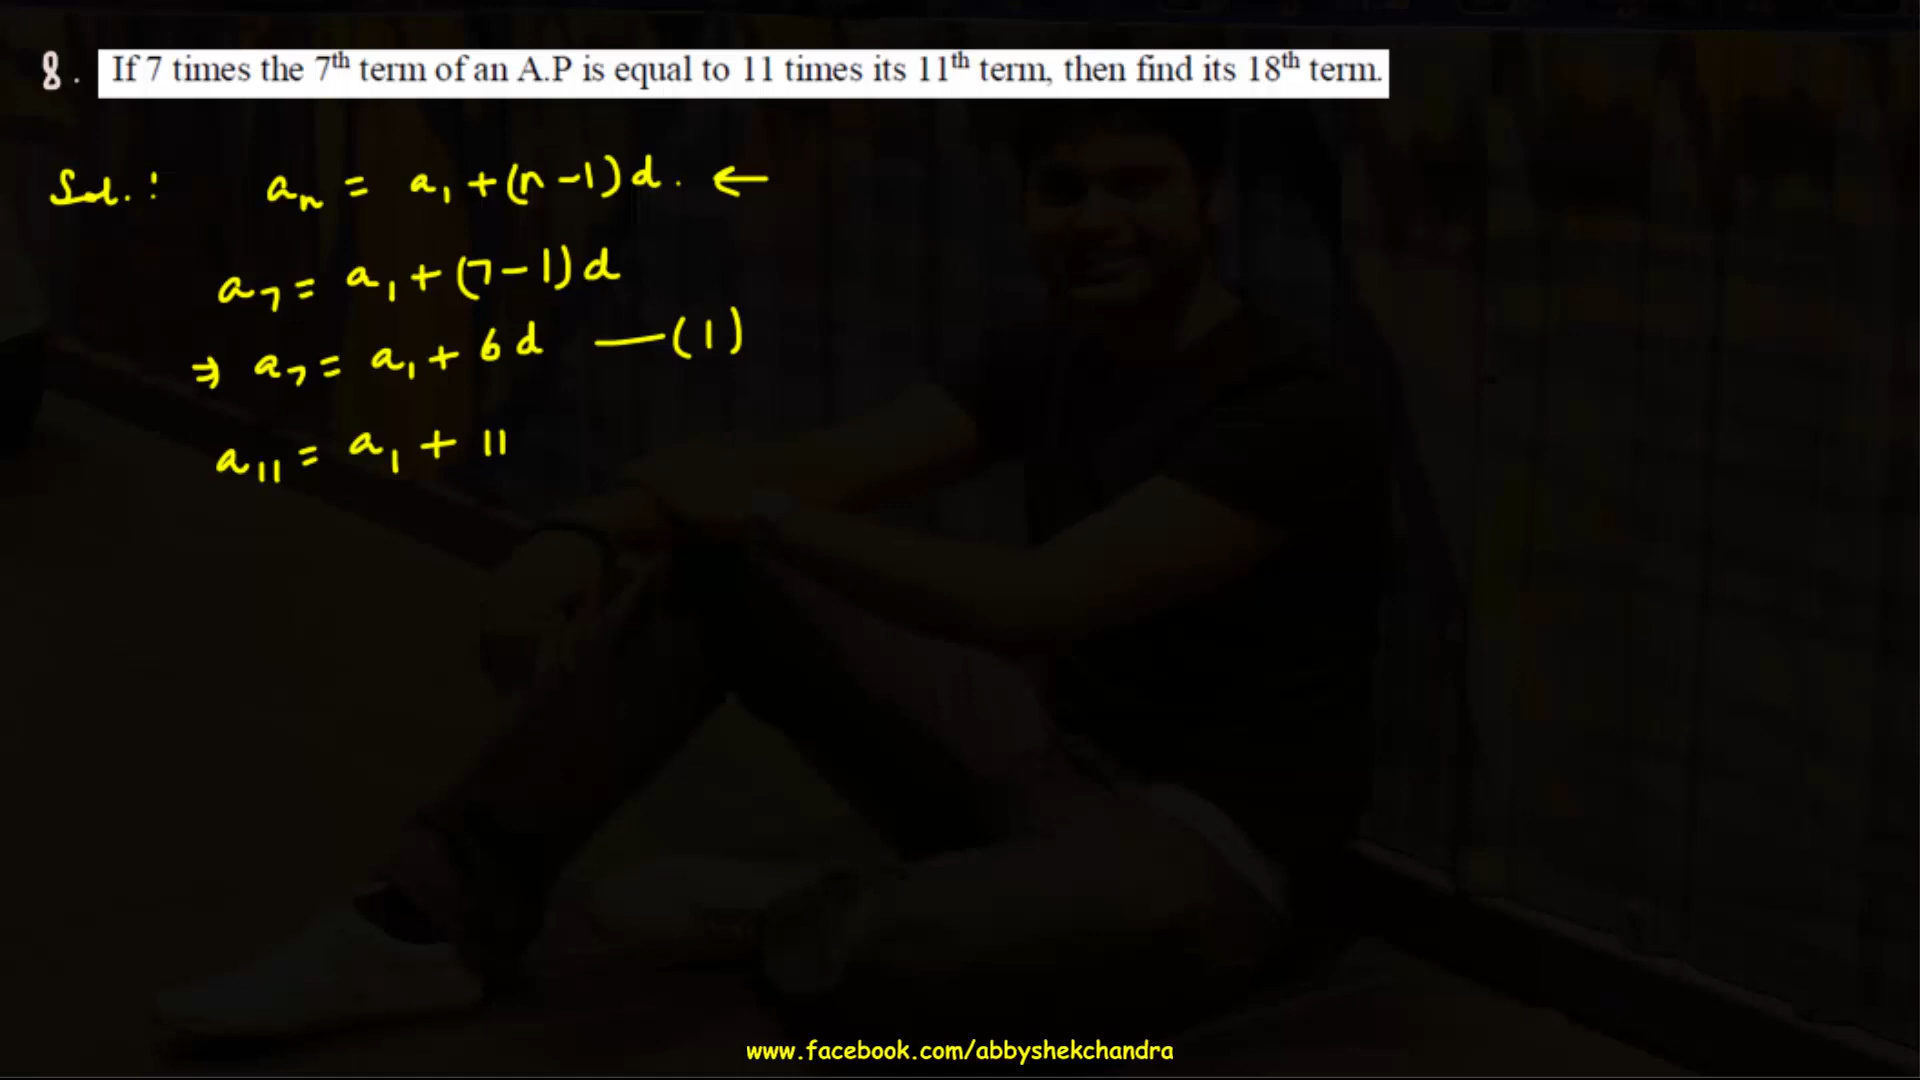 8. If 7 times the 7th term of an A.P is equal to 11 times its 11th term, then find its 18th term.
Sol. : aₙ = a₁ + (n - 1) d. ←
a₇ = a₁ + (7 - 1) d
⇒ a₇ = a₁ + 6d —(1)
a₁₁ = a₁ + 11
www.facebook.com/abbyshekchandra